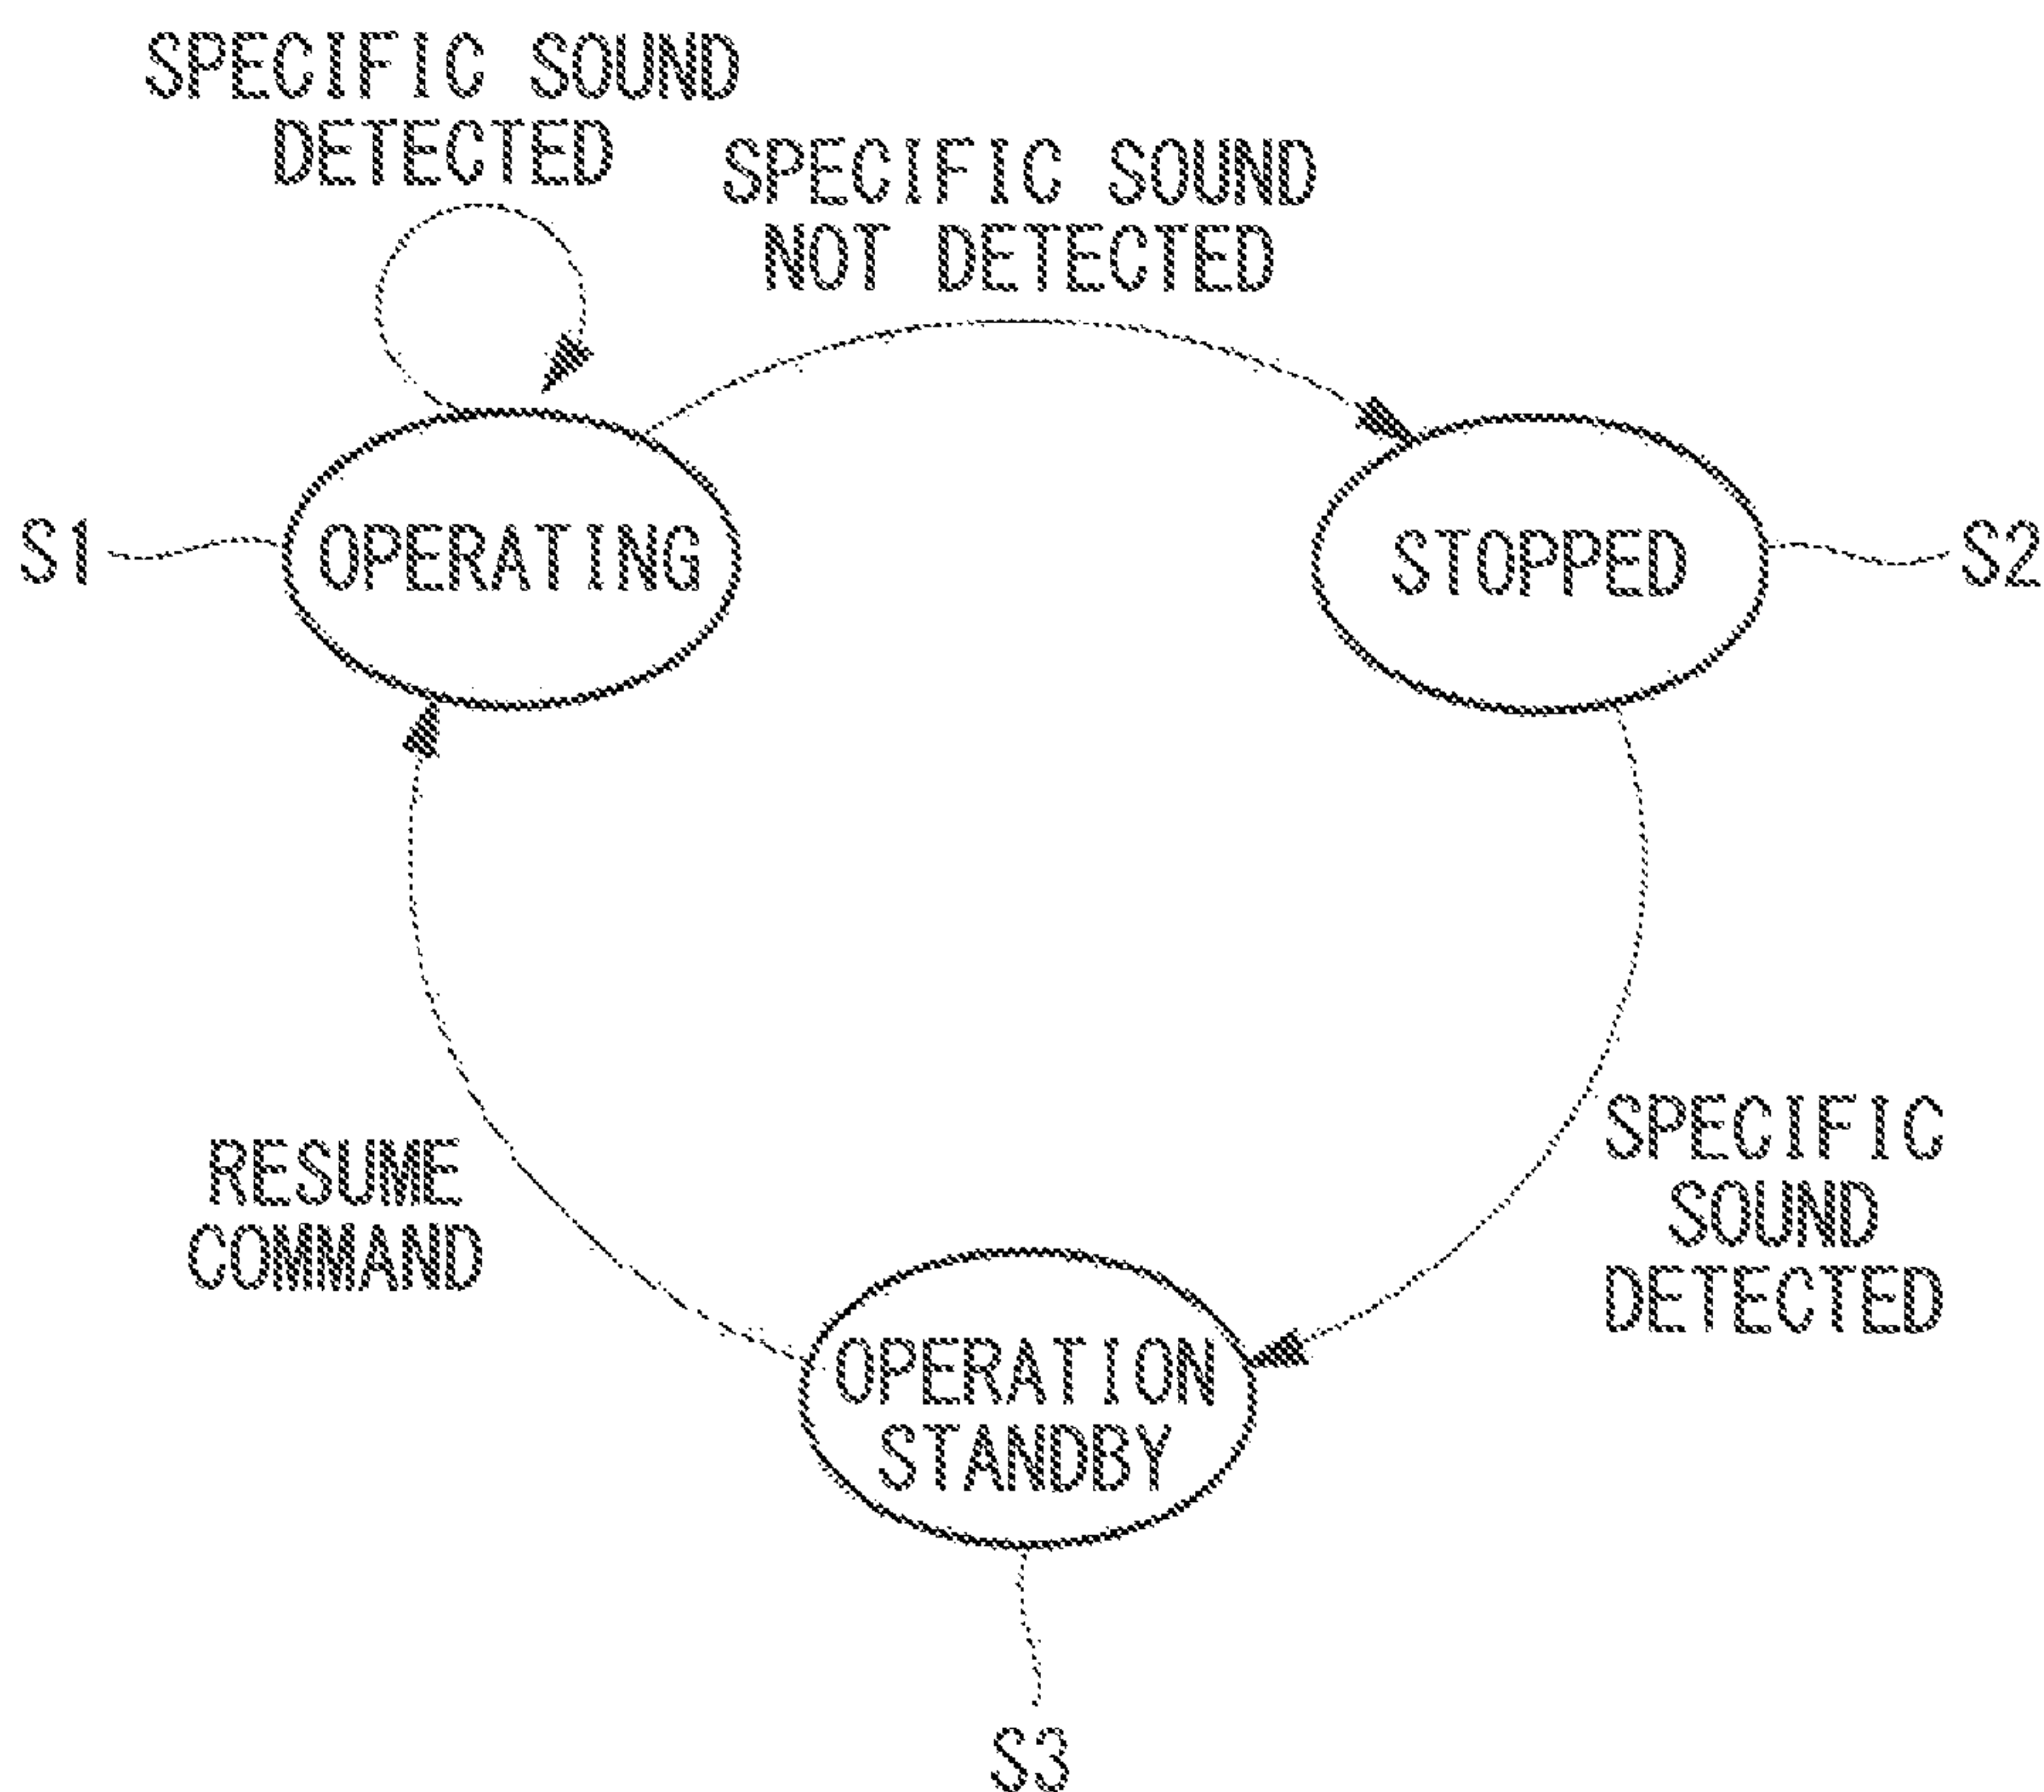 SPECIFIC SOUND
DETECTED
SPECIFIC SOUND
NOT DETECTED
S1
OPERATING
STOPPED
S2
RESUME
COMMAND
SPECIFIC
SOUND
DETECTED
OPERATION
STANDBY
S3